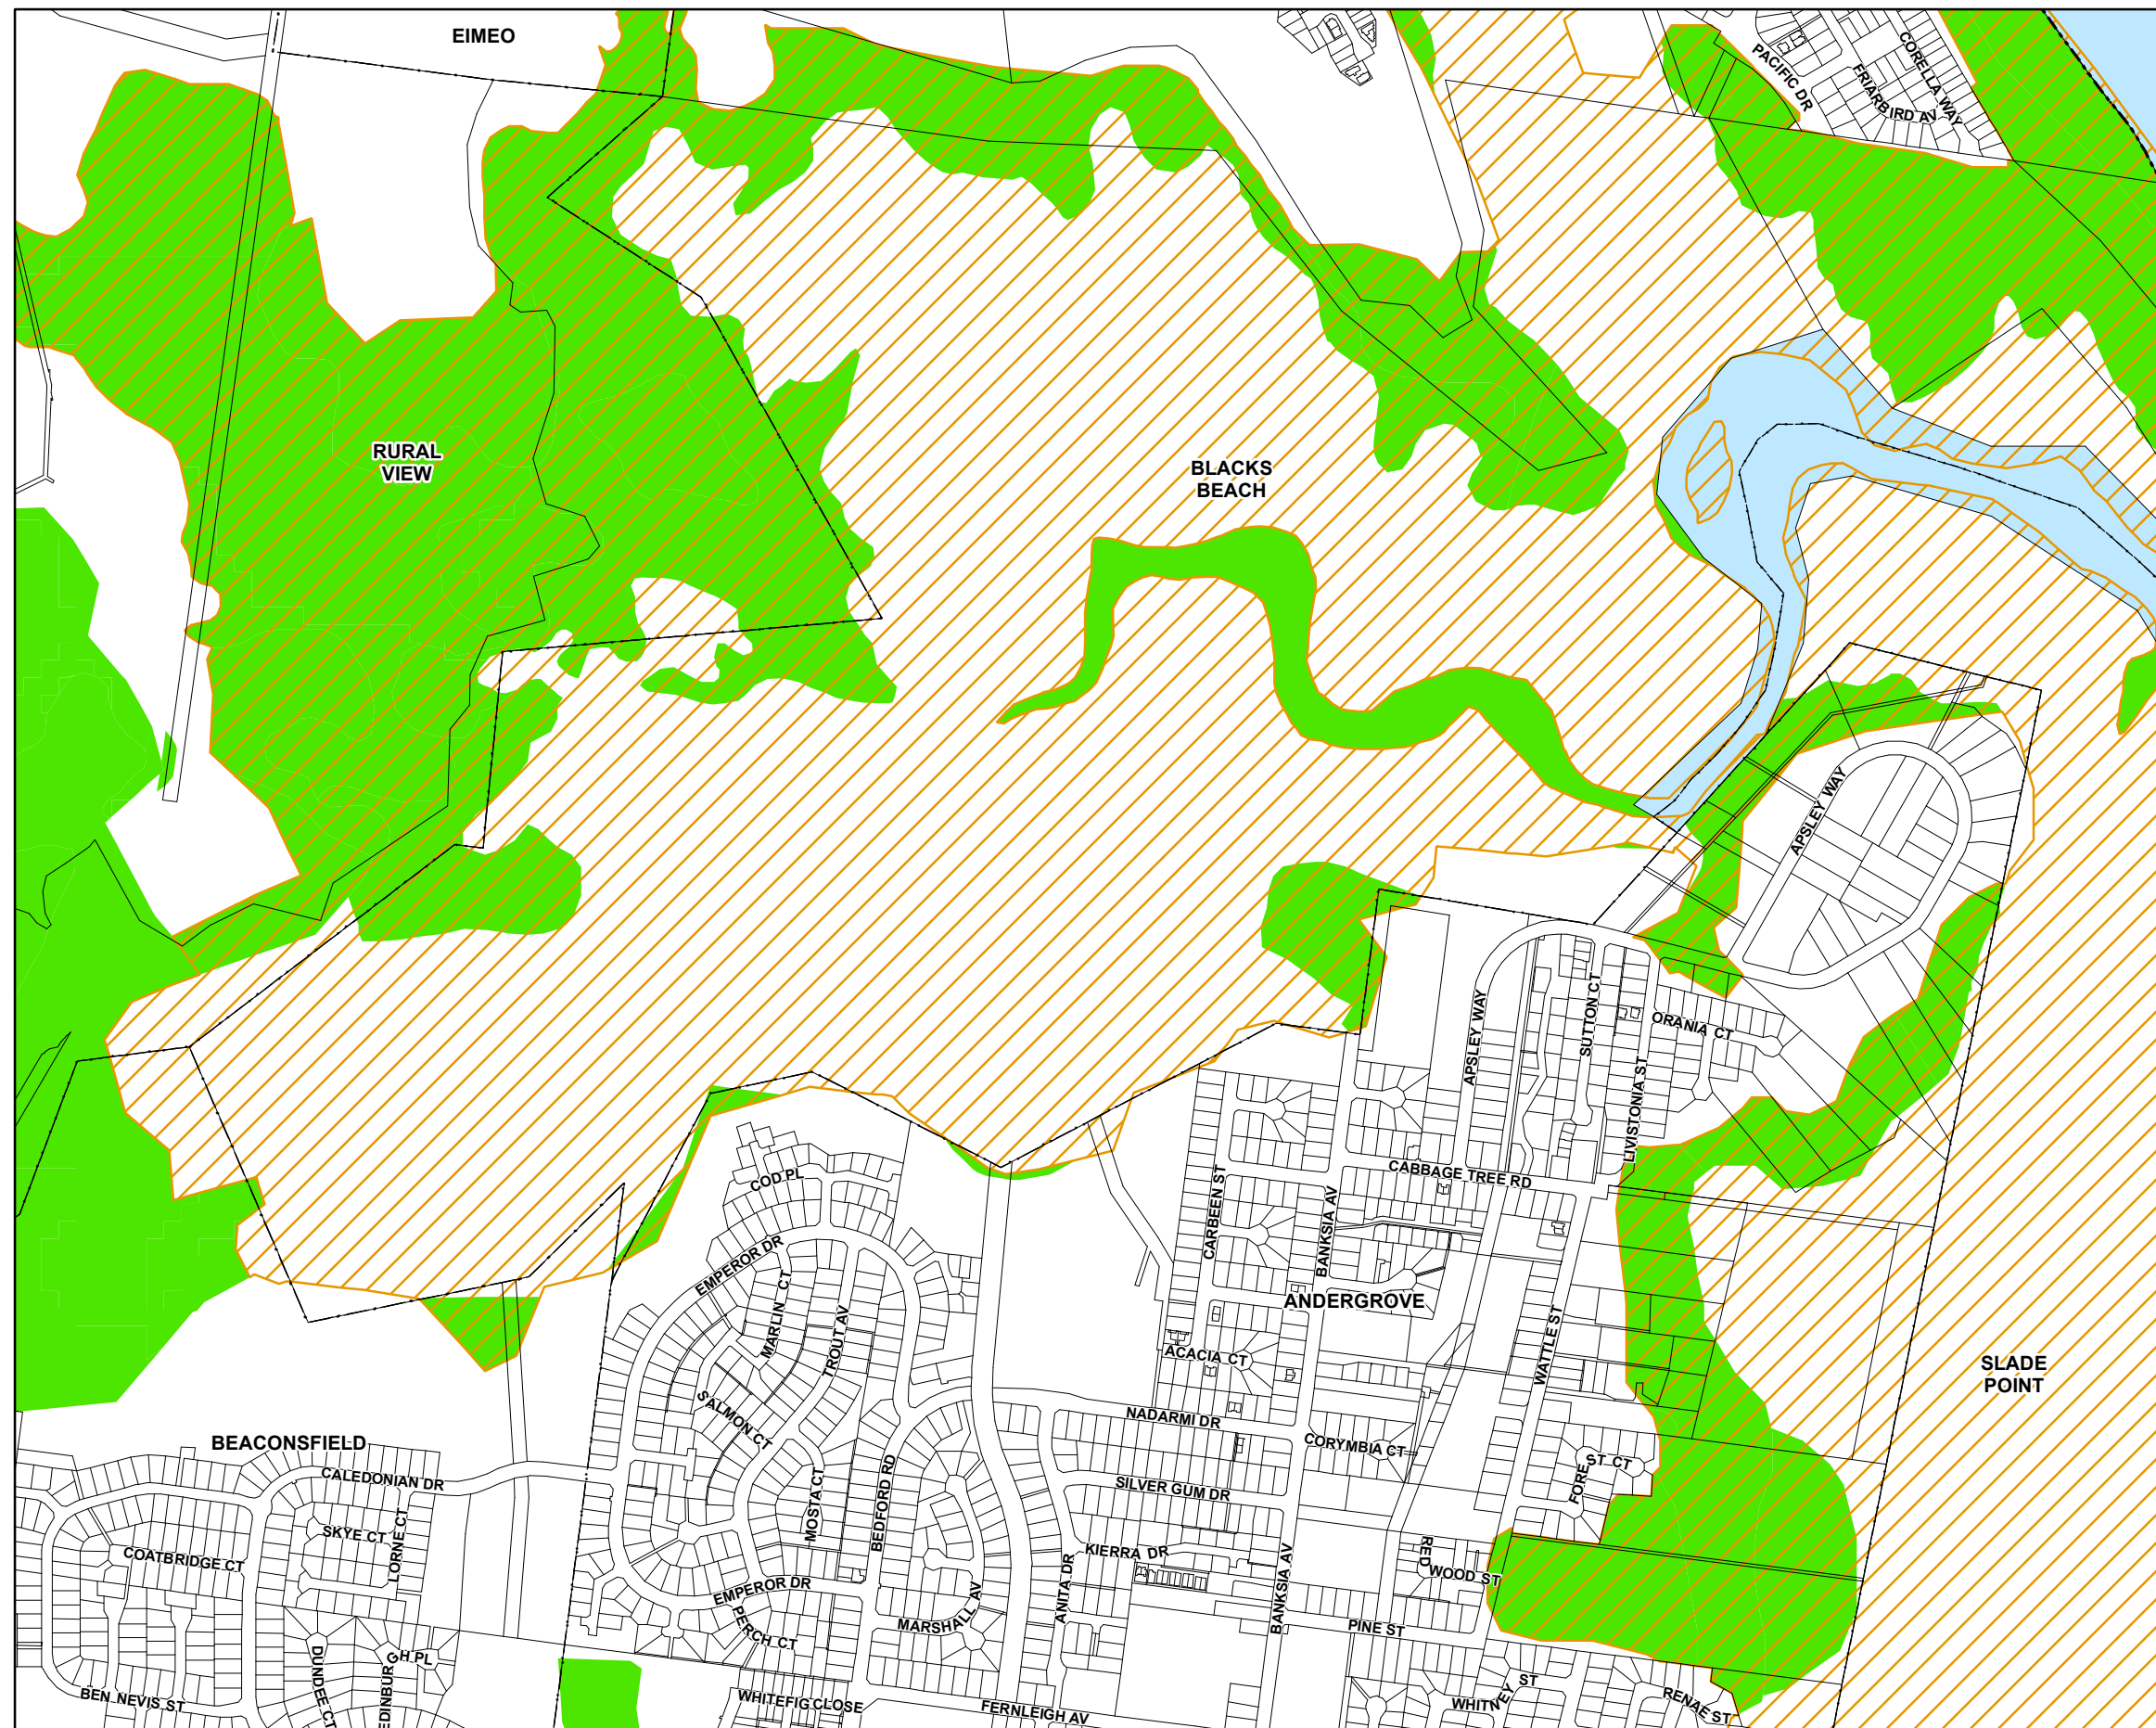 EIMEO
PACIFIC DR
CORELLA WAY
FRIARBIRD AV
RURAL
VIEW
BLACKS
BEACH
APSLEY WAY
APSLEY WAY
SUTTON CT
ORANIA CT
LIVISTONIA ST
COD PL
CABBAGE TREE RD
CARBEEN ST
BANKSIA AV
EMPEROR DR
MARLIN CT
TROUT AV
ANDERGROVE
ACACIA CT
WATTLE ST
SLADE
POINT
SALMON CT
NADARMI DR
CORYMBIA CT
BEACONSFIELD
CALEDONIAN DR
FOREST CT
SILVER GUM DR
MOSTA CT
BEDFORD RD
SKYE CT
LORNE CT
COATBRIDGE CT
KIERRA DR
RED WOOD ST
EMPEROR DR
ANITA DR
BANKSIA AV
MARSHALL AV
PERCH CT
PINE ST
DUNDEE CT
EDINBURGH PL
BEN NEVIS ST
WHITEFIG CLOSE
FERNLEIGH AV
WHITNEY ST
RENAE ST